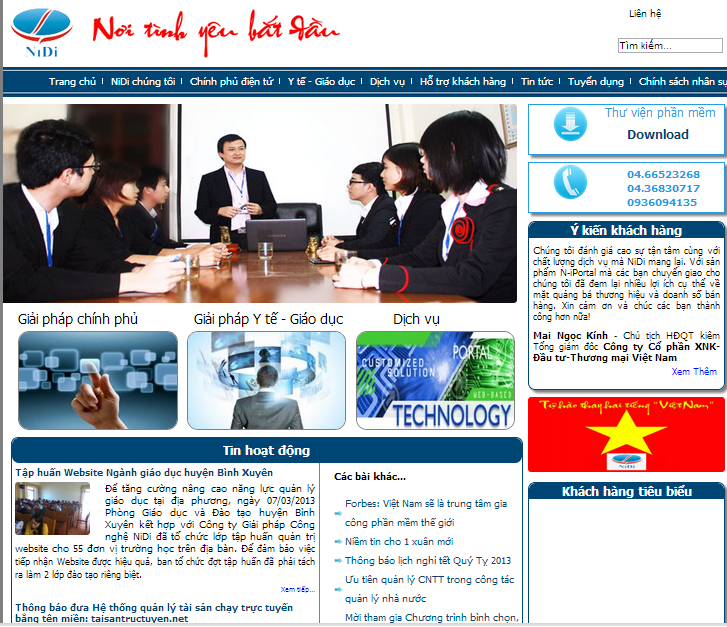 NiDi
Nơi tình yêu bắt đầu
Liên hệ
Tìm kiếm...
Trang chủ | NiDi chúng tôi | Chính phủ điện tử | Y tế - Giáo dục | Dịch vụ | Hỗ trợ khách hàng | Tin tức | Tuyển dụng | Chính sách nhân sự
Thư viện phần mềm
Download
04.66523268
04.36830717
0936094135
Ý kiến khách hàng
Chúng tôi đánh giá cao sự tận tâm cùng với
chất lượng dịch vụ mà NiDi mang lại. Với sản
phẩm N-iPortal mà các bạn chuyển giao cho
chúng tôi đã đem lại nhiều lợi ích cụ thể về
mặt quảng bá thương hiệu và doanh số bán
hàng. Xin cảm ơn và chúc các bạn thành
công hơn nữa!
Mai Ngọc Kính - Chủ tịch HĐQT kiêm
Tổng giám đốc Công ty Cổ phần XNK-
Đầu tư-Thương mại Việt Nam
Xem Thêm
Giải pháp chính phủ
Giải pháp Y tế - Giáo dục
Dịch vụ
CUSTOMIZED
SOLUTION
PORTAL
WEB-BASED
TECHNOLOGY
Tự hào thay hai tiếng "Việt Nam"
NiDi
Khách hàng tiêu biểu
Tin hoạt động
Tập huấn Website Ngành giáo dục huyện Bình Xuyên
Để tăng cường nâng cao năng lực quản lý
giáo dục tại địa phương, ngày 07/03/2013
Phòng Giáo dục và Đào tạo huyện Bình
Xuyên kết hợp với Công ty Giải pháp Công
nghệ NiDi đã tổ chức lớp tập huấn quản trị
website cho 55 đơn vị trường học trên địa bàn. Để đảm bảo việc
tiếp nhận Website được hiệu quả, ban tổ chức đợt tập huấn đã phải tách
ra làm 2 lớp đào tạo riêng biệt.
Xem tiếp...
Thông báo đưa Hệ thống quản lý tài sản chạy trực tuyến
bằng tên miền: taisantructuyen.net
Các bài khác...
Forbes: Việt Nam sẽ là trung tâm gia
công phần mềm thế giới
Niềm tin cho 1 xuân mới
Thông báo lịch nghỉ tết Quý Tỵ 2013
Ưu tiên quản lý CNTT trong công tác
quản lý nhà nước
Mời tham gia Chương trình bình chọn,